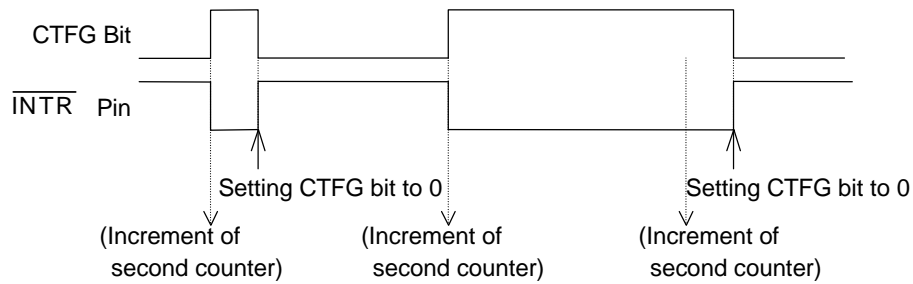 CTFG Bit
INTR Pin
Setting CTFG bit to 0
Setting CTFG bit to 0
(Increment of
second counter)
(Increment of
second counter)
(Increment of
second counter)